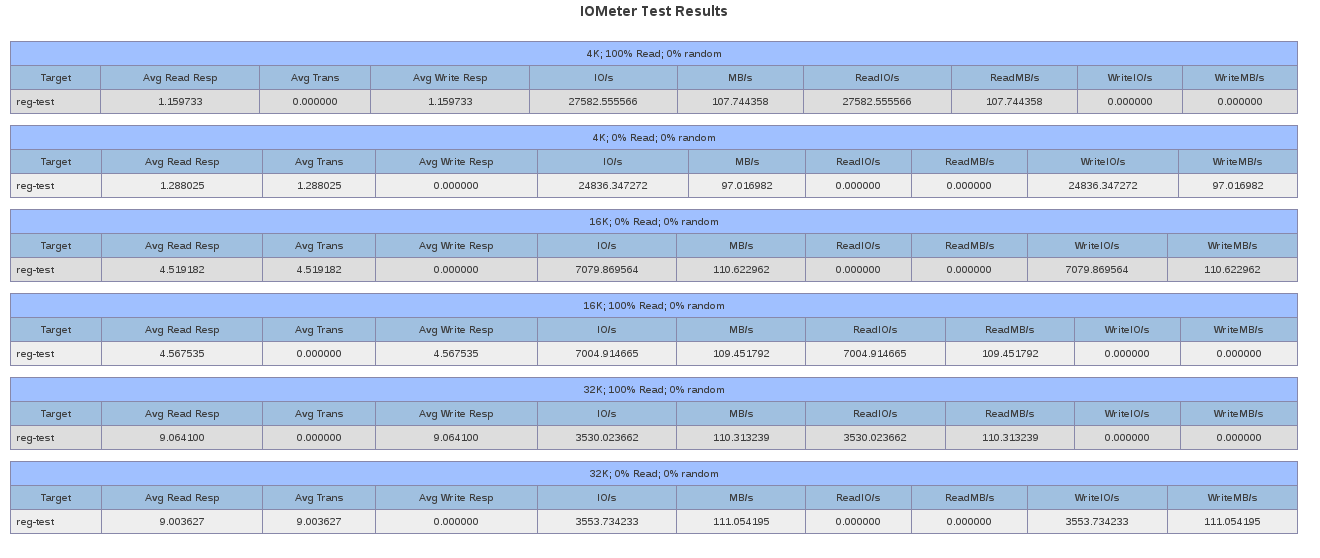 IOMeter Test Results
4K; 100% Read; 0% random
Target Avg Read Resp Avg Trans Avg Write Resp IO/s MB/s ReadIO/s ReadMB/s WriteIO/s WriteMB/s
reg-test 1.159733 0.000000 1.159733 27582.555566 107.744358 27582.555566 107.744358 0.000000 0.000000
4K; 0% Read; 0% random
Target Avg Read Resp Avg Trans Avg Write Resp IO/s MB/s ReadIO/s ReadMB/s WriteIO/s WriteMB/s
reg-test 1.288025 1.288025 0.000000 24836.347272 97.016982 0.000000 0.000000 24836.347272 97.016982
16K; 0% Read; 0% random
Target Avg Read Resp Avg Trans Avg Write Resp IO/s MB/s ReadIO/s ReadMB/s WriteIO/s WriteMB/s
reg-test 4.519182 4.519182 0.000000 7079.869564 110.622962 0.000000 0.000000 7079.869564 110.622962
16K; 100% Read; 0% random
Target Avg Read Resp Avg Trans Avg Write Resp IO/s MB/s ReadIO/s ReadMB/s WriteIO/s WriteMB/s
reg-test 4.567535 0.000000 4.567535 7004.914665 109.451792 7004.914665 109.451792 0.000000 0.000000
32K; 100% Read; 0% random
Target Avg Read Resp Avg Trans Avg Write Resp IO/s MB/s ReadIO/s ReadMB/s WriteIO/s WriteMB/s
reg-test 9.064100 0.000000 9.064100 3530.023662 110.313239 3530.023662 110.313239 0.000000 0.000000
32K; 0% Read; 0% random
Target Avg Read Resp Avg Trans Avg Write Resp IO/s MB/s ReadIO/s ReadMB/s WriteIO/s WriteMB/s
reg-test 9.003627 9.003627 0.000000 3553.734233 111.054195 0.000000 0.000000 3553.734233 111.054195